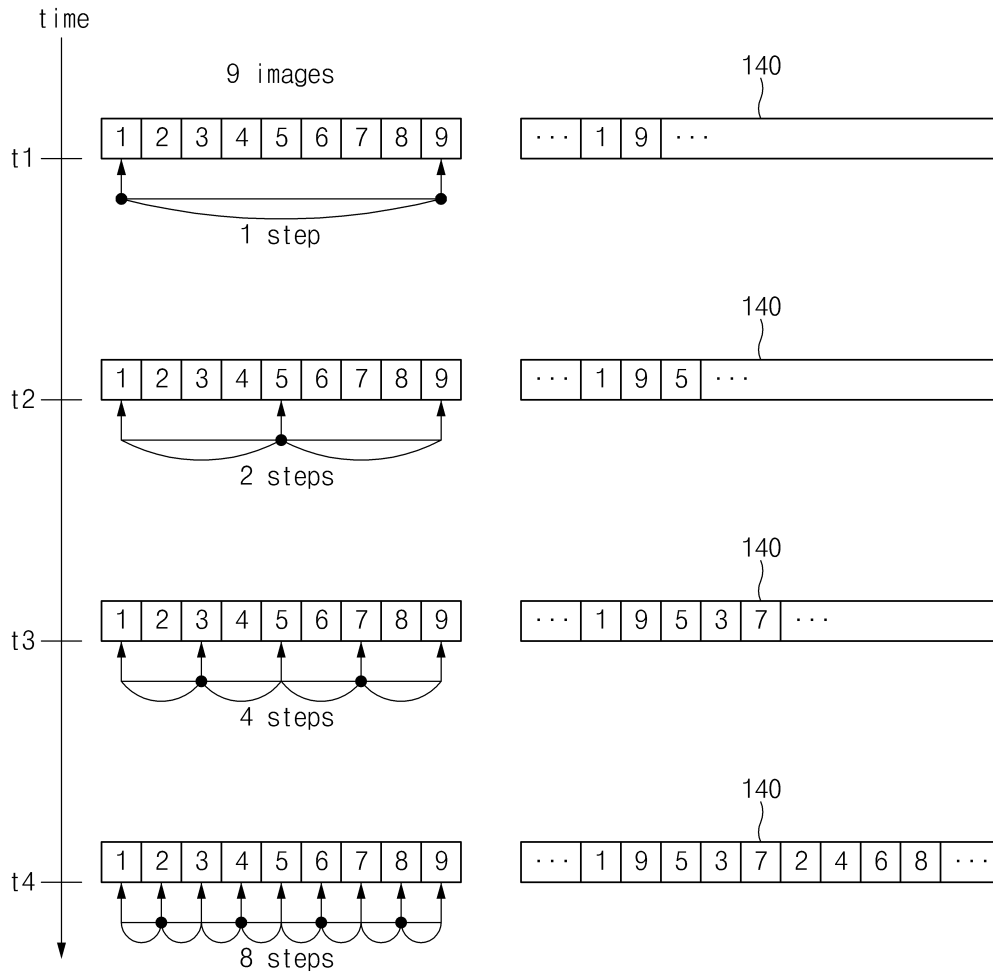 time
9 images
140
1 2 3 4 5 6 7 8 9
··· 1 9 ···
t1
1 step
140
1 2 3 4 5 6 7 8 9
··· 1 9 5 ···
t2
2 steps
140
1 2 3 4 5 6 7 8 9
··· 1 9 5 3 7 ···
t3
4 steps
140
1 2 3 4 5 6 7 8 9
··· 1 9 5 3 7 2 4 6 8 ···
t4
8 steps